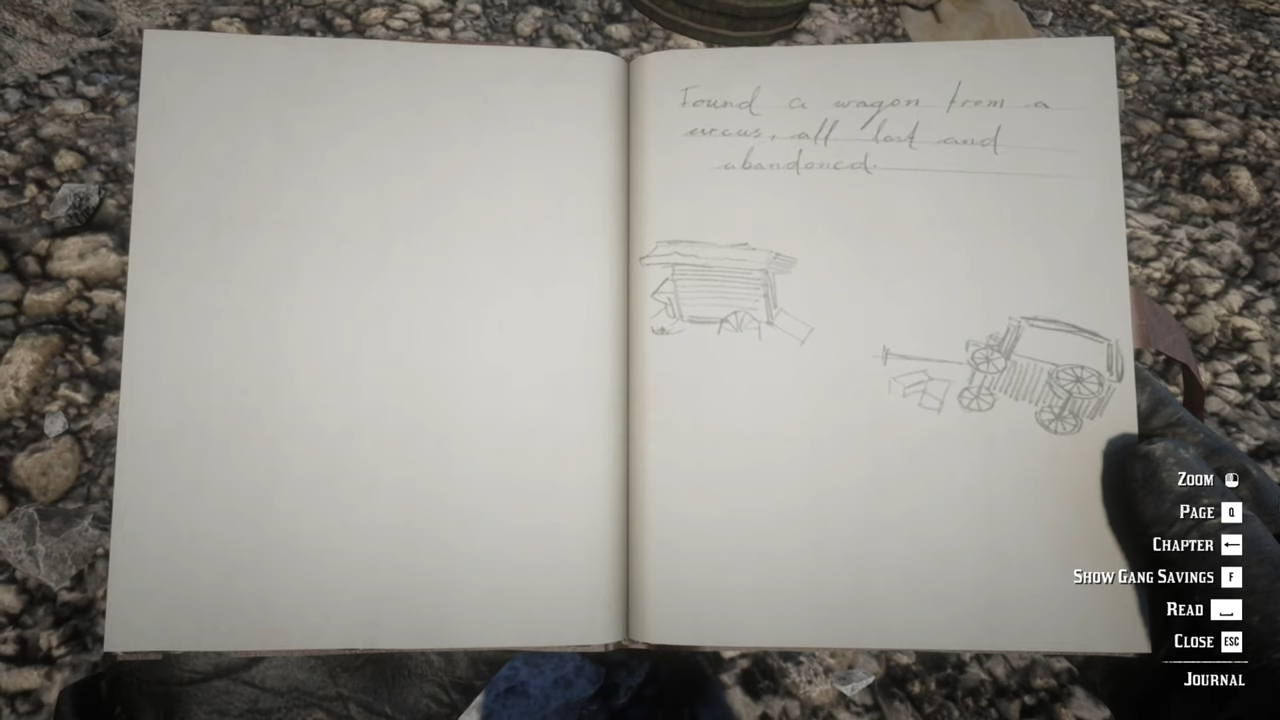 Found a wagon from a
circus, all lost and
abandoned.
Zoom
Page Q
Chapter ←
Show Gang Savings F
Read
Close ESC
Journal